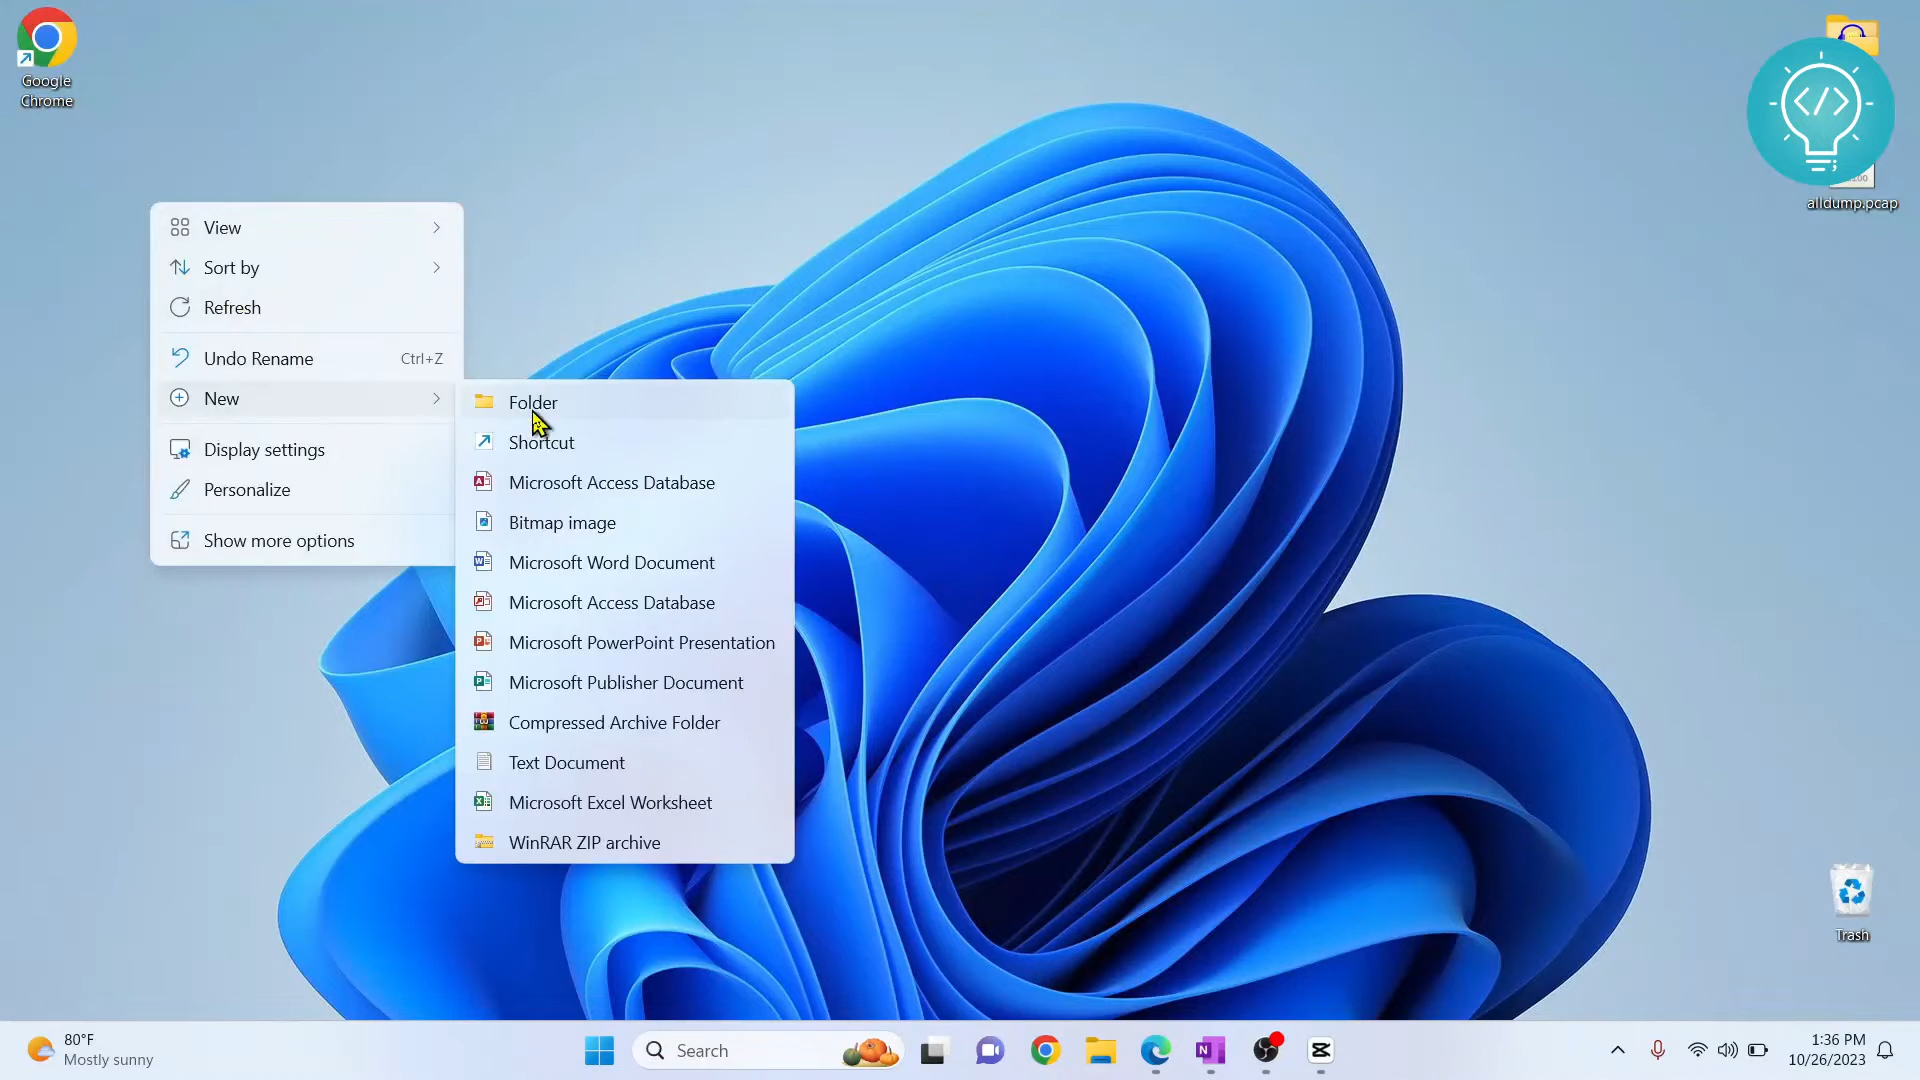 Google
Chrome
</>
;
alldump.pcap
View
Sort by
Refresh
Undo Rename Ctrl+Z
New
Display settings
Personalize
Show more options
Folder
Shortcut
Microsoft Access Database
Bitmap image
Microsoft Word Document
Microsoft Access Database
Microsoft PowerPoint Presentation
Microsoft Publisher Document
Compressed Archive Folder
Text Document
Microsoft Excel Worksheet
WinRAR ZIP archive
Trash
80°F
Mostly sunny
Search
1:36 PM
10/26/2023